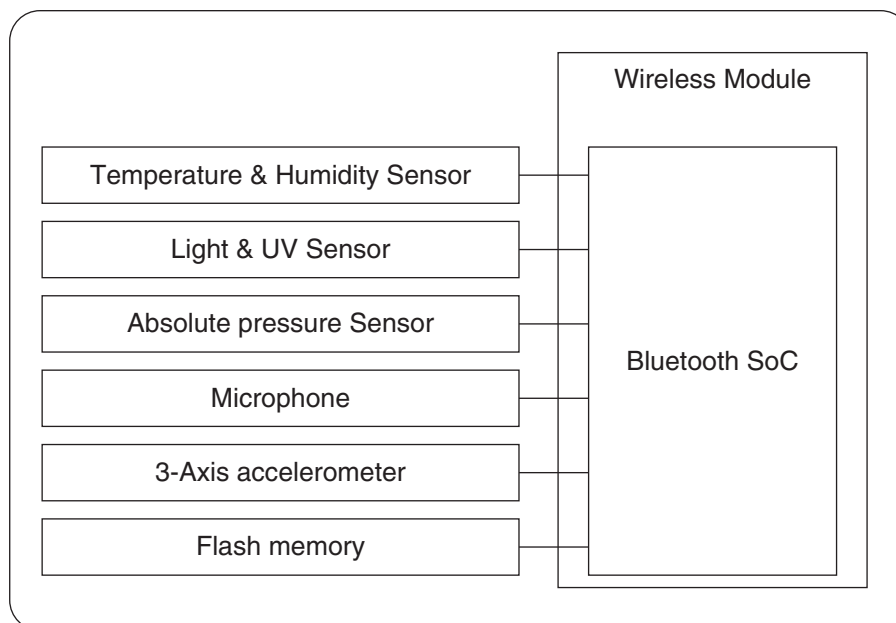 Wireless Module
Temperature & Humidity Sensor
Light & UV Sensor
Absolute pressure Sensor
Bluetooth SoC
Microphone
3-Axis accelerometer
Flash memory